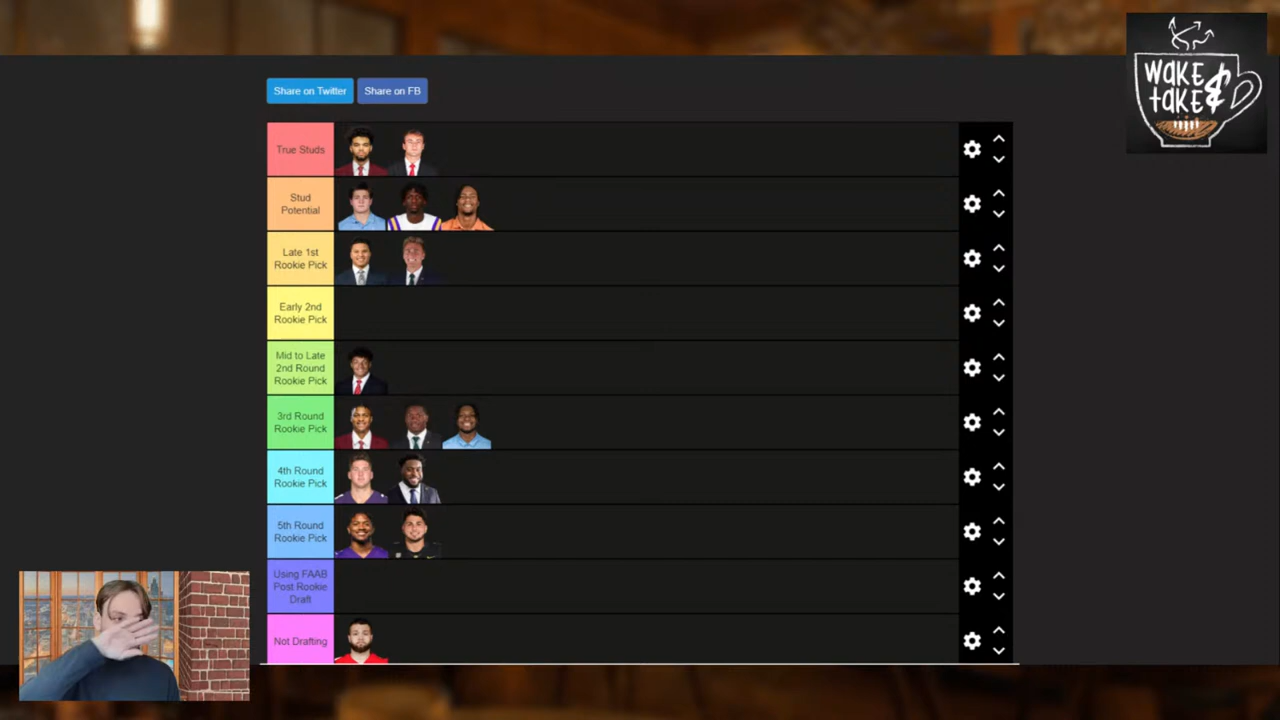 Share on Twitter
Share on FB
WAKE &
TAKE
True Studs
Stud
Potential
Late 1st
Rookie Pick
Early 2nd
Rookie Pick
Mid to Late
2nd Round
Rookie Pick
3rd Round
Rookie Pick
4th Round
Rookie Pick
5th Round
Rookie Pick
Using FAAB
Post Rookie
Draft
Not Drafting